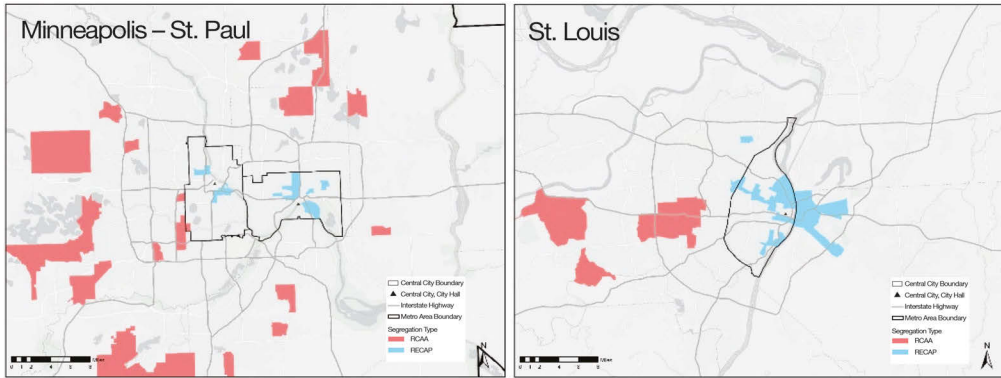 Minneapolis – St. Paul
Central City Boundary
Central City, City Hall
Interstate Highway
Metro Area Boundary
Segregation Type
RCAA
RECAP
N
St. Louis
Central City Boundary
Central City, City Hall
Interstate Highway
Metro Area Boundary
Segregation Type
RCAA
RECAP
N